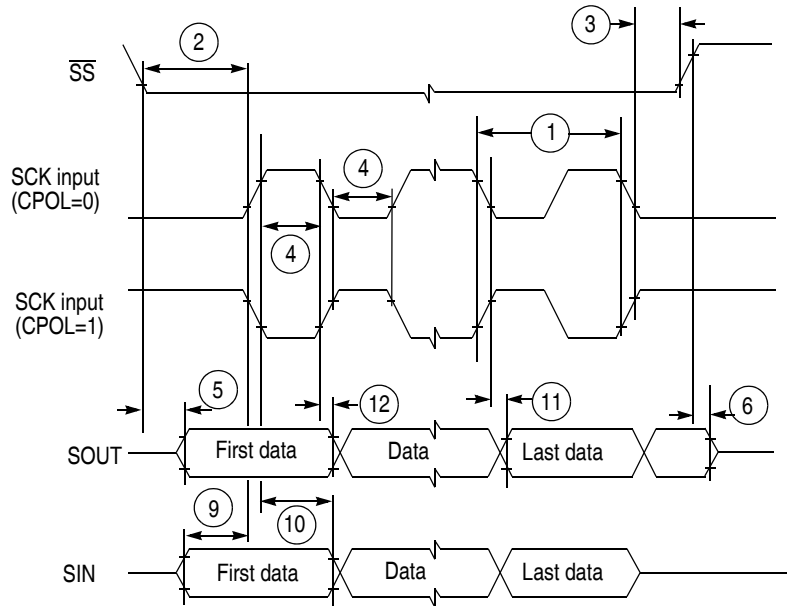 2
3
S̅S̅
1
SCK input
(CPOL=0)
4
4
SCK input
(CPOL=1)
5
12
11
6
SOUT
First data
Data
Last data
9
10
SIN
First data
Data
Last data